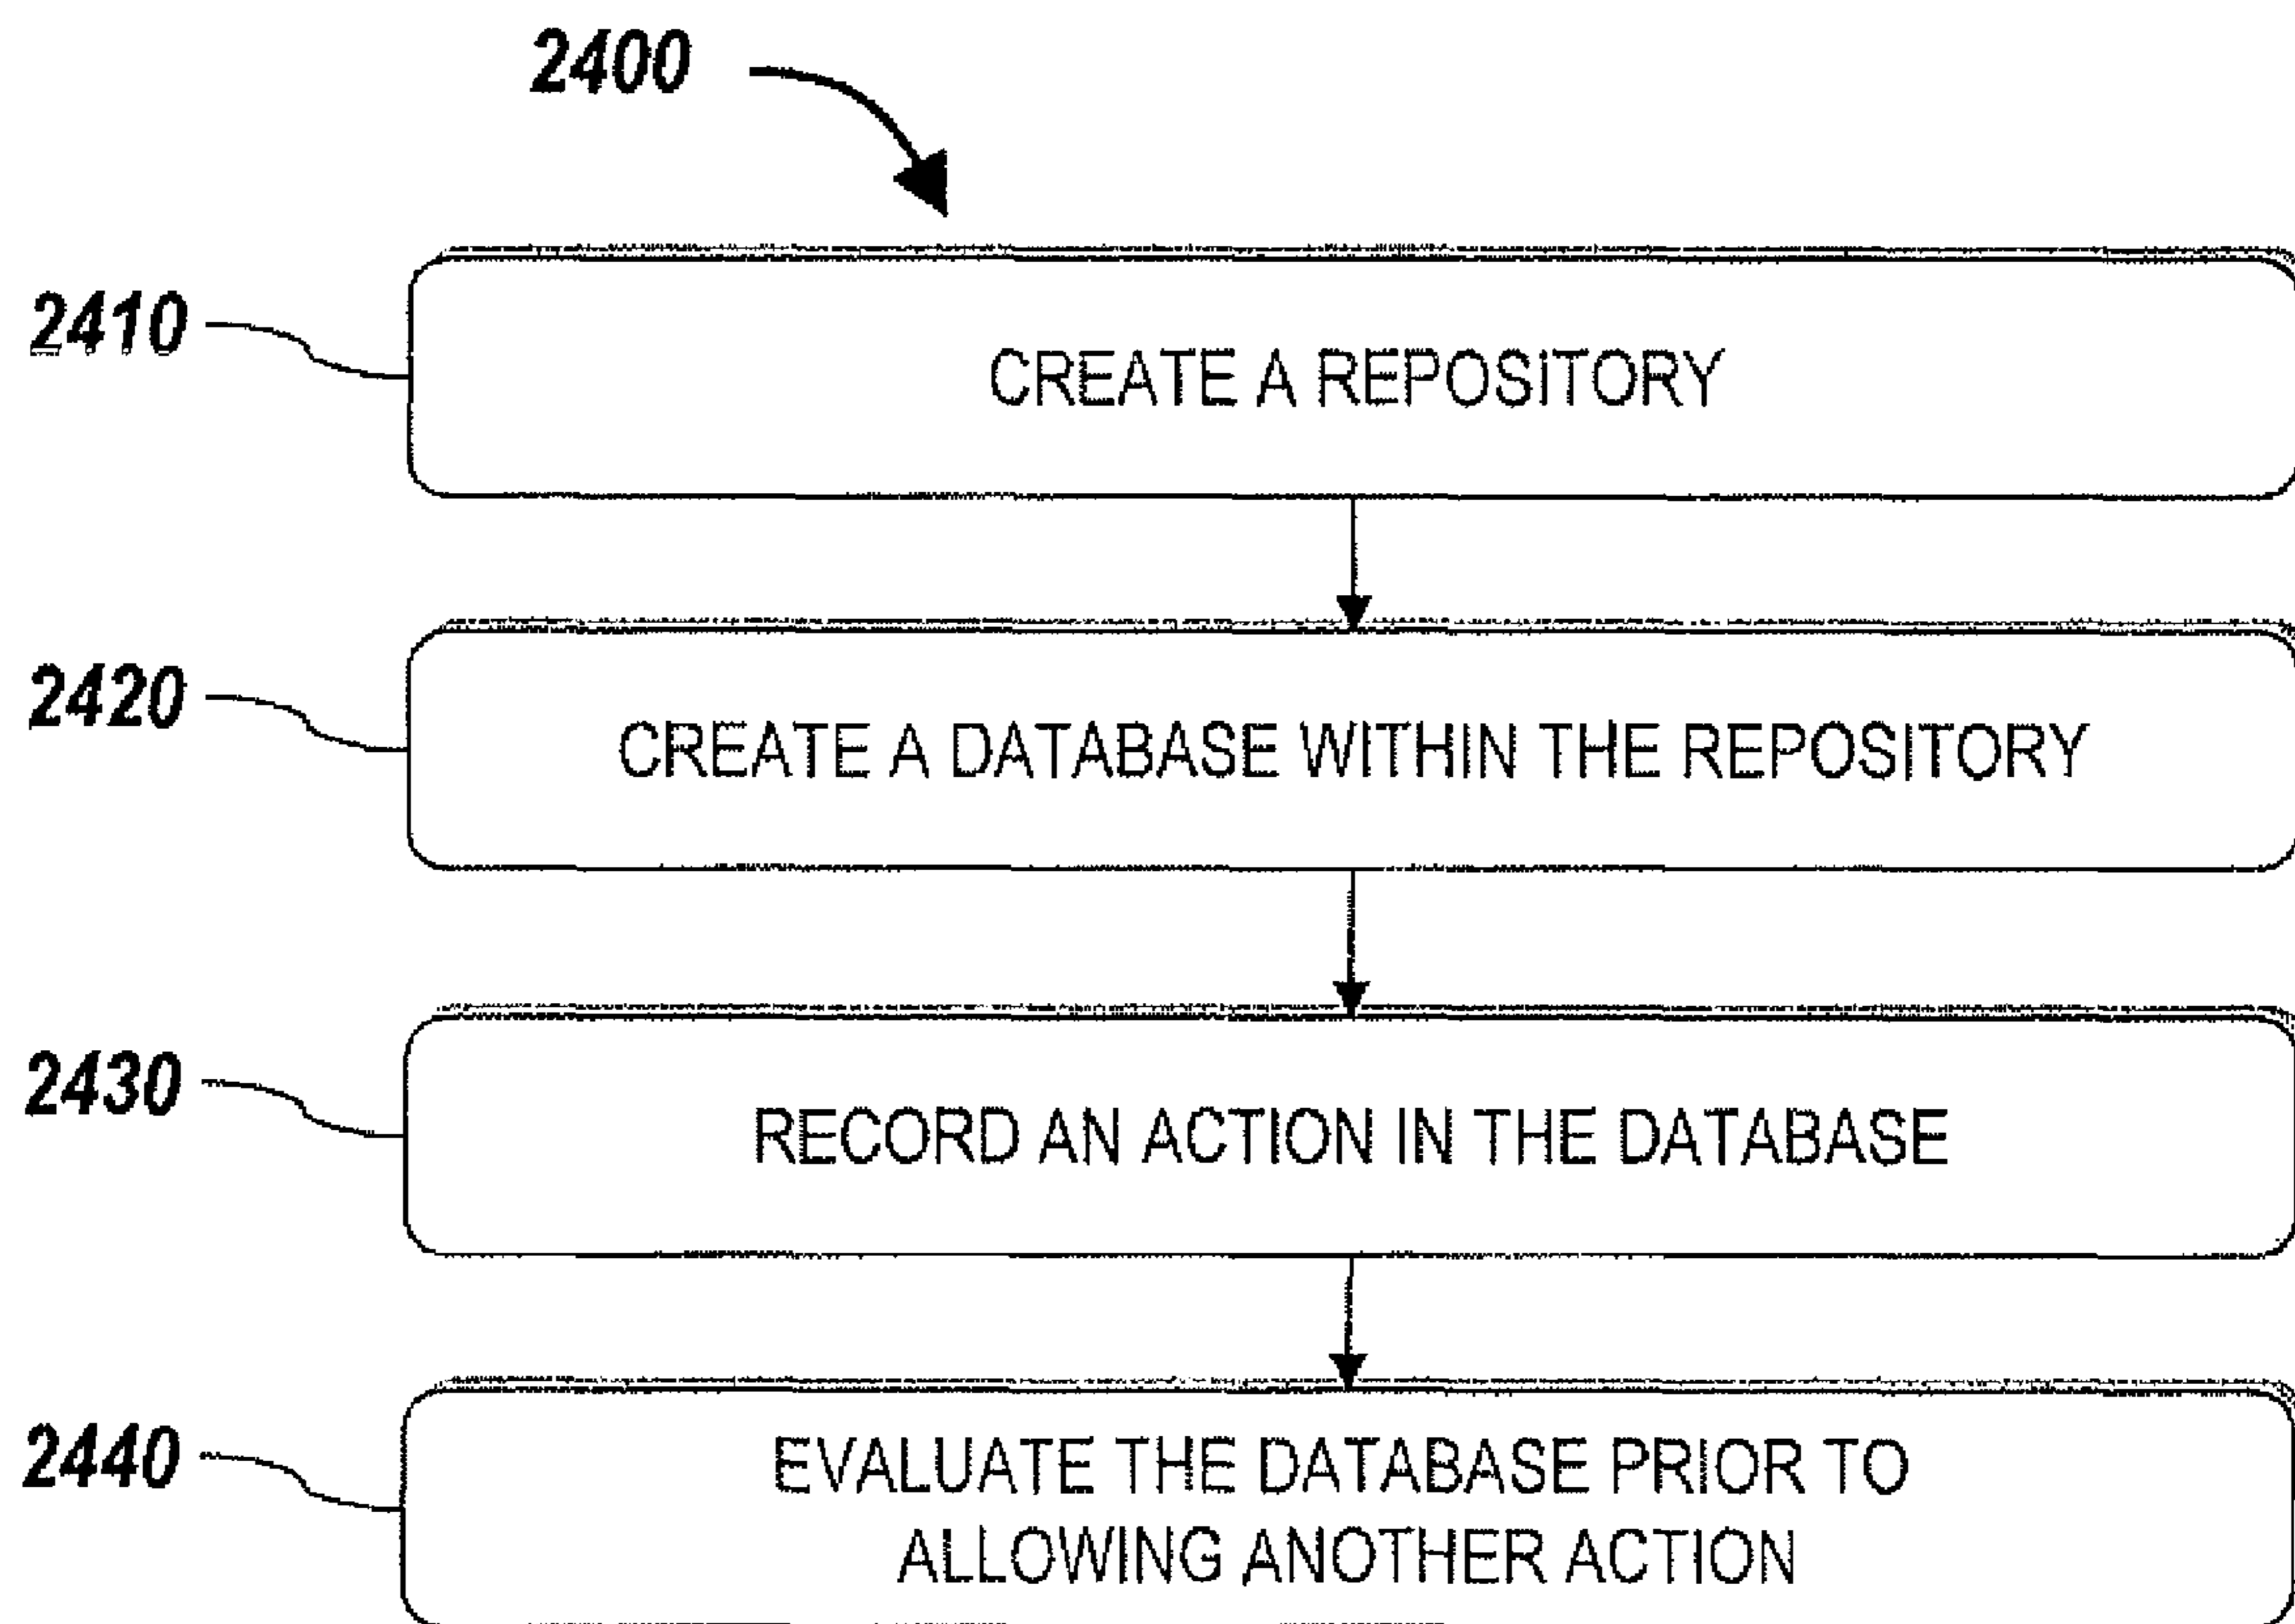 2400
2410
CREATE A REPOSITORY
2420
CREATE A DATABASE WITHIN THE REPOSITORY
2430
RECORD AN ACTION IN THE DATABASE
2440
EVALUATE THE DATABASE PRIOR TO
ALLOWING ANOTHER ACTION